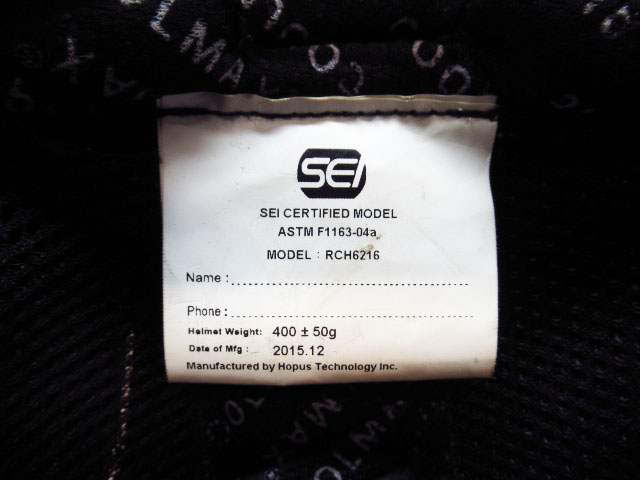 SEI
SEI CERTIFIED MODEL
ASTM F1163-04a
MODEL : RCH6216
Name :
Phone :
Helmet Weight: 400 ± 50g
Date of Mfg : 2015.12
Manufactured by Hopus Technology Inc.